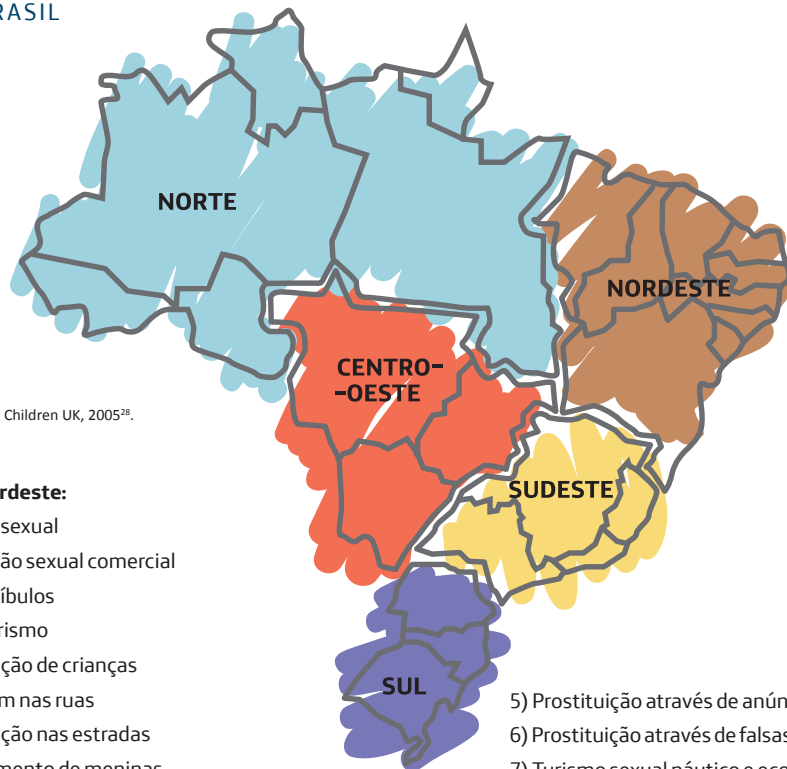 RASIL
NORTE
NORDESTE
CENTRO-
-OESTE
SUDESTE
SUL
Children UK, 2005²⁸.
rdeste:
sexual
ão sexual comercial
íbulos
rismo
ção de crianças
m nas ruas
ção nas estradas
5) Prostituição através de anún
6) Prostituição através de falsas